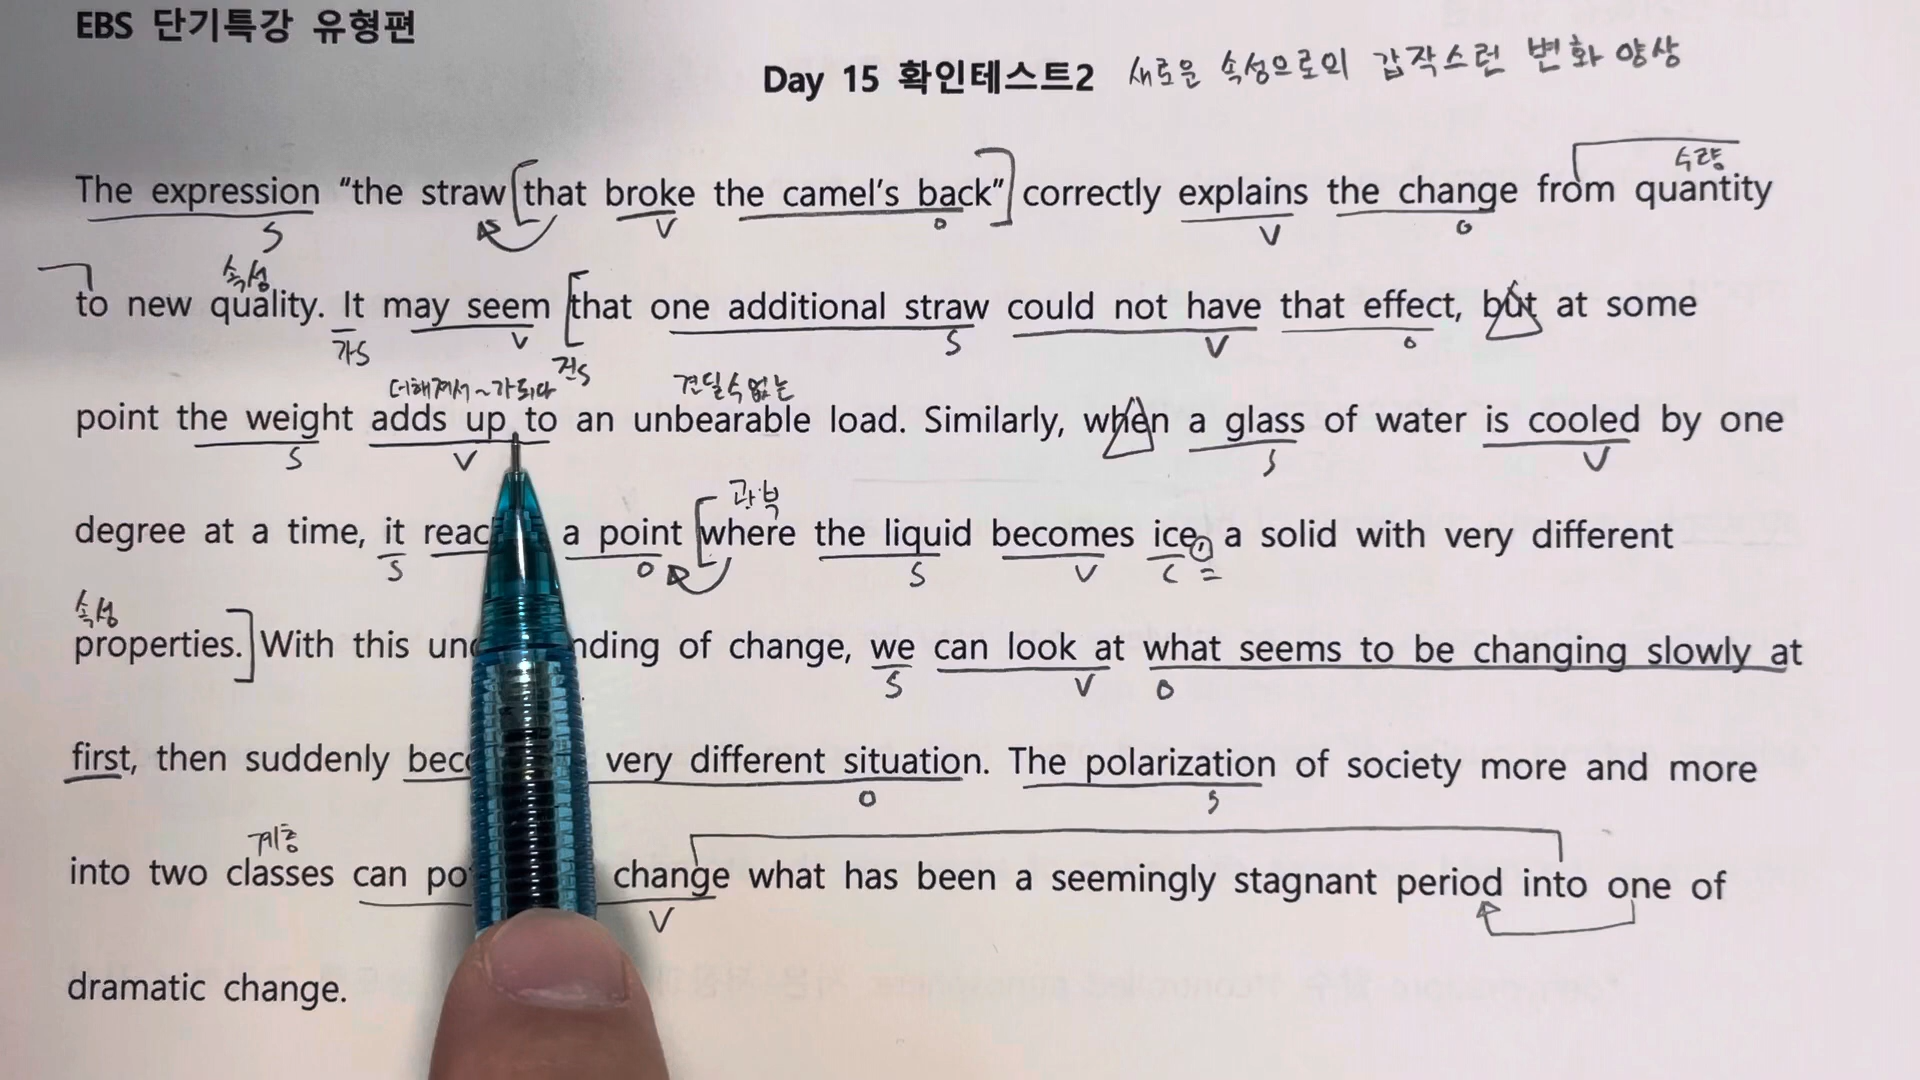 EBS 단기특강 유형편
Day 15 확인테스트2 새로운 속성으로의 갑작스런 변화 양상
수량
The expression “the straw [that broke the camel’s back”] correctly explains the change from quantity
S V O V O
속성
to new quality. It may seem [that one additional straw could not have that effect, but at some
가S V 진S S V O
더해져서~가 되다 견딜 수 없는
point the weight adds up to an unbearable load. Similarly, when a glass of water is cooled by one
S V S V
관부
degree at a time, it a point [where the liquid becomes ice, a solid with very different
S O S V C =
속성
properties.] With this of change, we can look at what seems to be changing slowly at
S V O
first, then suddenly very different situation. The polarization of society more and more
O S
계층
into two classes can change what has been a seemingly stagnant period into one of
V
dramatic change.